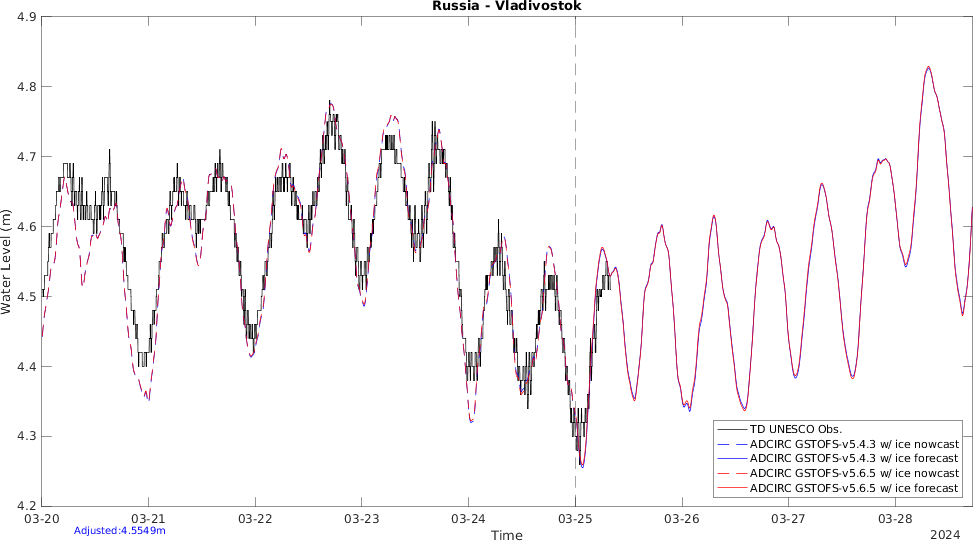 Russia - Vladivostok
4.9
4.8
4.7
4.6
4.5
4.4
4.3
4.2
Water Level (m)
TD UNESCO Obs.
ADCIRC GSTOFS-v5.4.3 w/ ice nowcast
ADCIRC GSTOFS-v5.4.3 w/ ice forecast
ADCIRC GSTOFS-v5.6.5 w/ ice nowcast
ADCIRC GSTOFS-v5.6.5 w/ ice forecast
03-20 03-21 03-22 03-23 03-24 03-25 03-26 03-27 03-28
Adjusted:4.5549m
Time
2024